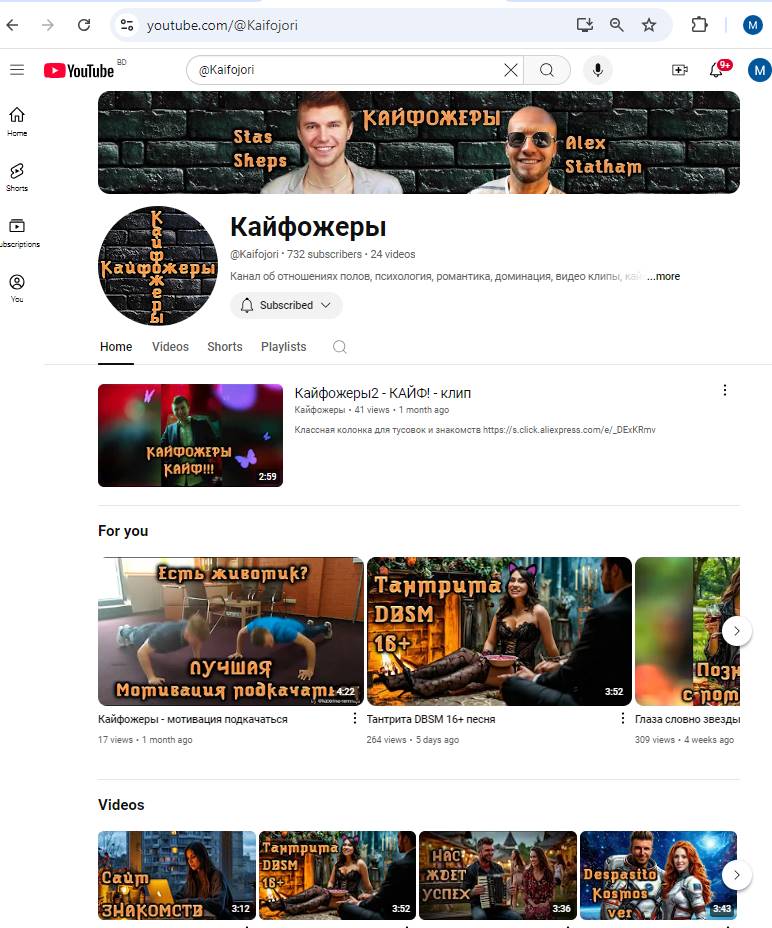 youtube.com/@Kaifojori
M
YouTube BD
@Kaifojori
9+
M
Home
Shorts
ubscriptions
You
Stas
Sheps
КАЙФОЖЕРЫ
Alex
Statham
Кайфожеры
Кайфожеры
Кайфожеры
@Kaifojori • 732 subscribers • 24 videos
Канал об отношениях полов, психология, романтика, доминация, видео клипы, кай ...more
Subscribed
Home Videos Shorts Playlists
КАЙФОЖЕРЫ
КАЙФ!!!
2:59
Кайфожеры2 - КАЙФ! - клип
Кайфожеры • 41 views • 1 month ago
Классная колонка для тусовок и знакомств https://s.click.aliexpress.com/e/_DExKRmv
For you
Есть животик?
ЛУЧШАЯ
Мотивация подкачать
4:22
Кайфожеры - мотивация подкачаться
17 views • 1 month ago
Тантрита
DBSM
16+
3:52
Тантрита DBSM 16+ песня
264 views • 5 days ago
Позн
с пот
Глаза словно звезды
309 views • 4 weeks ago
Videos
Сайт
ЗНАКОМСТВ
3:12
Тантрита
DBSM
16+
3:52
НАС
ЖДЕТ
УСПЕХ
3:36
Despasito
Kosmos
ver
3:43